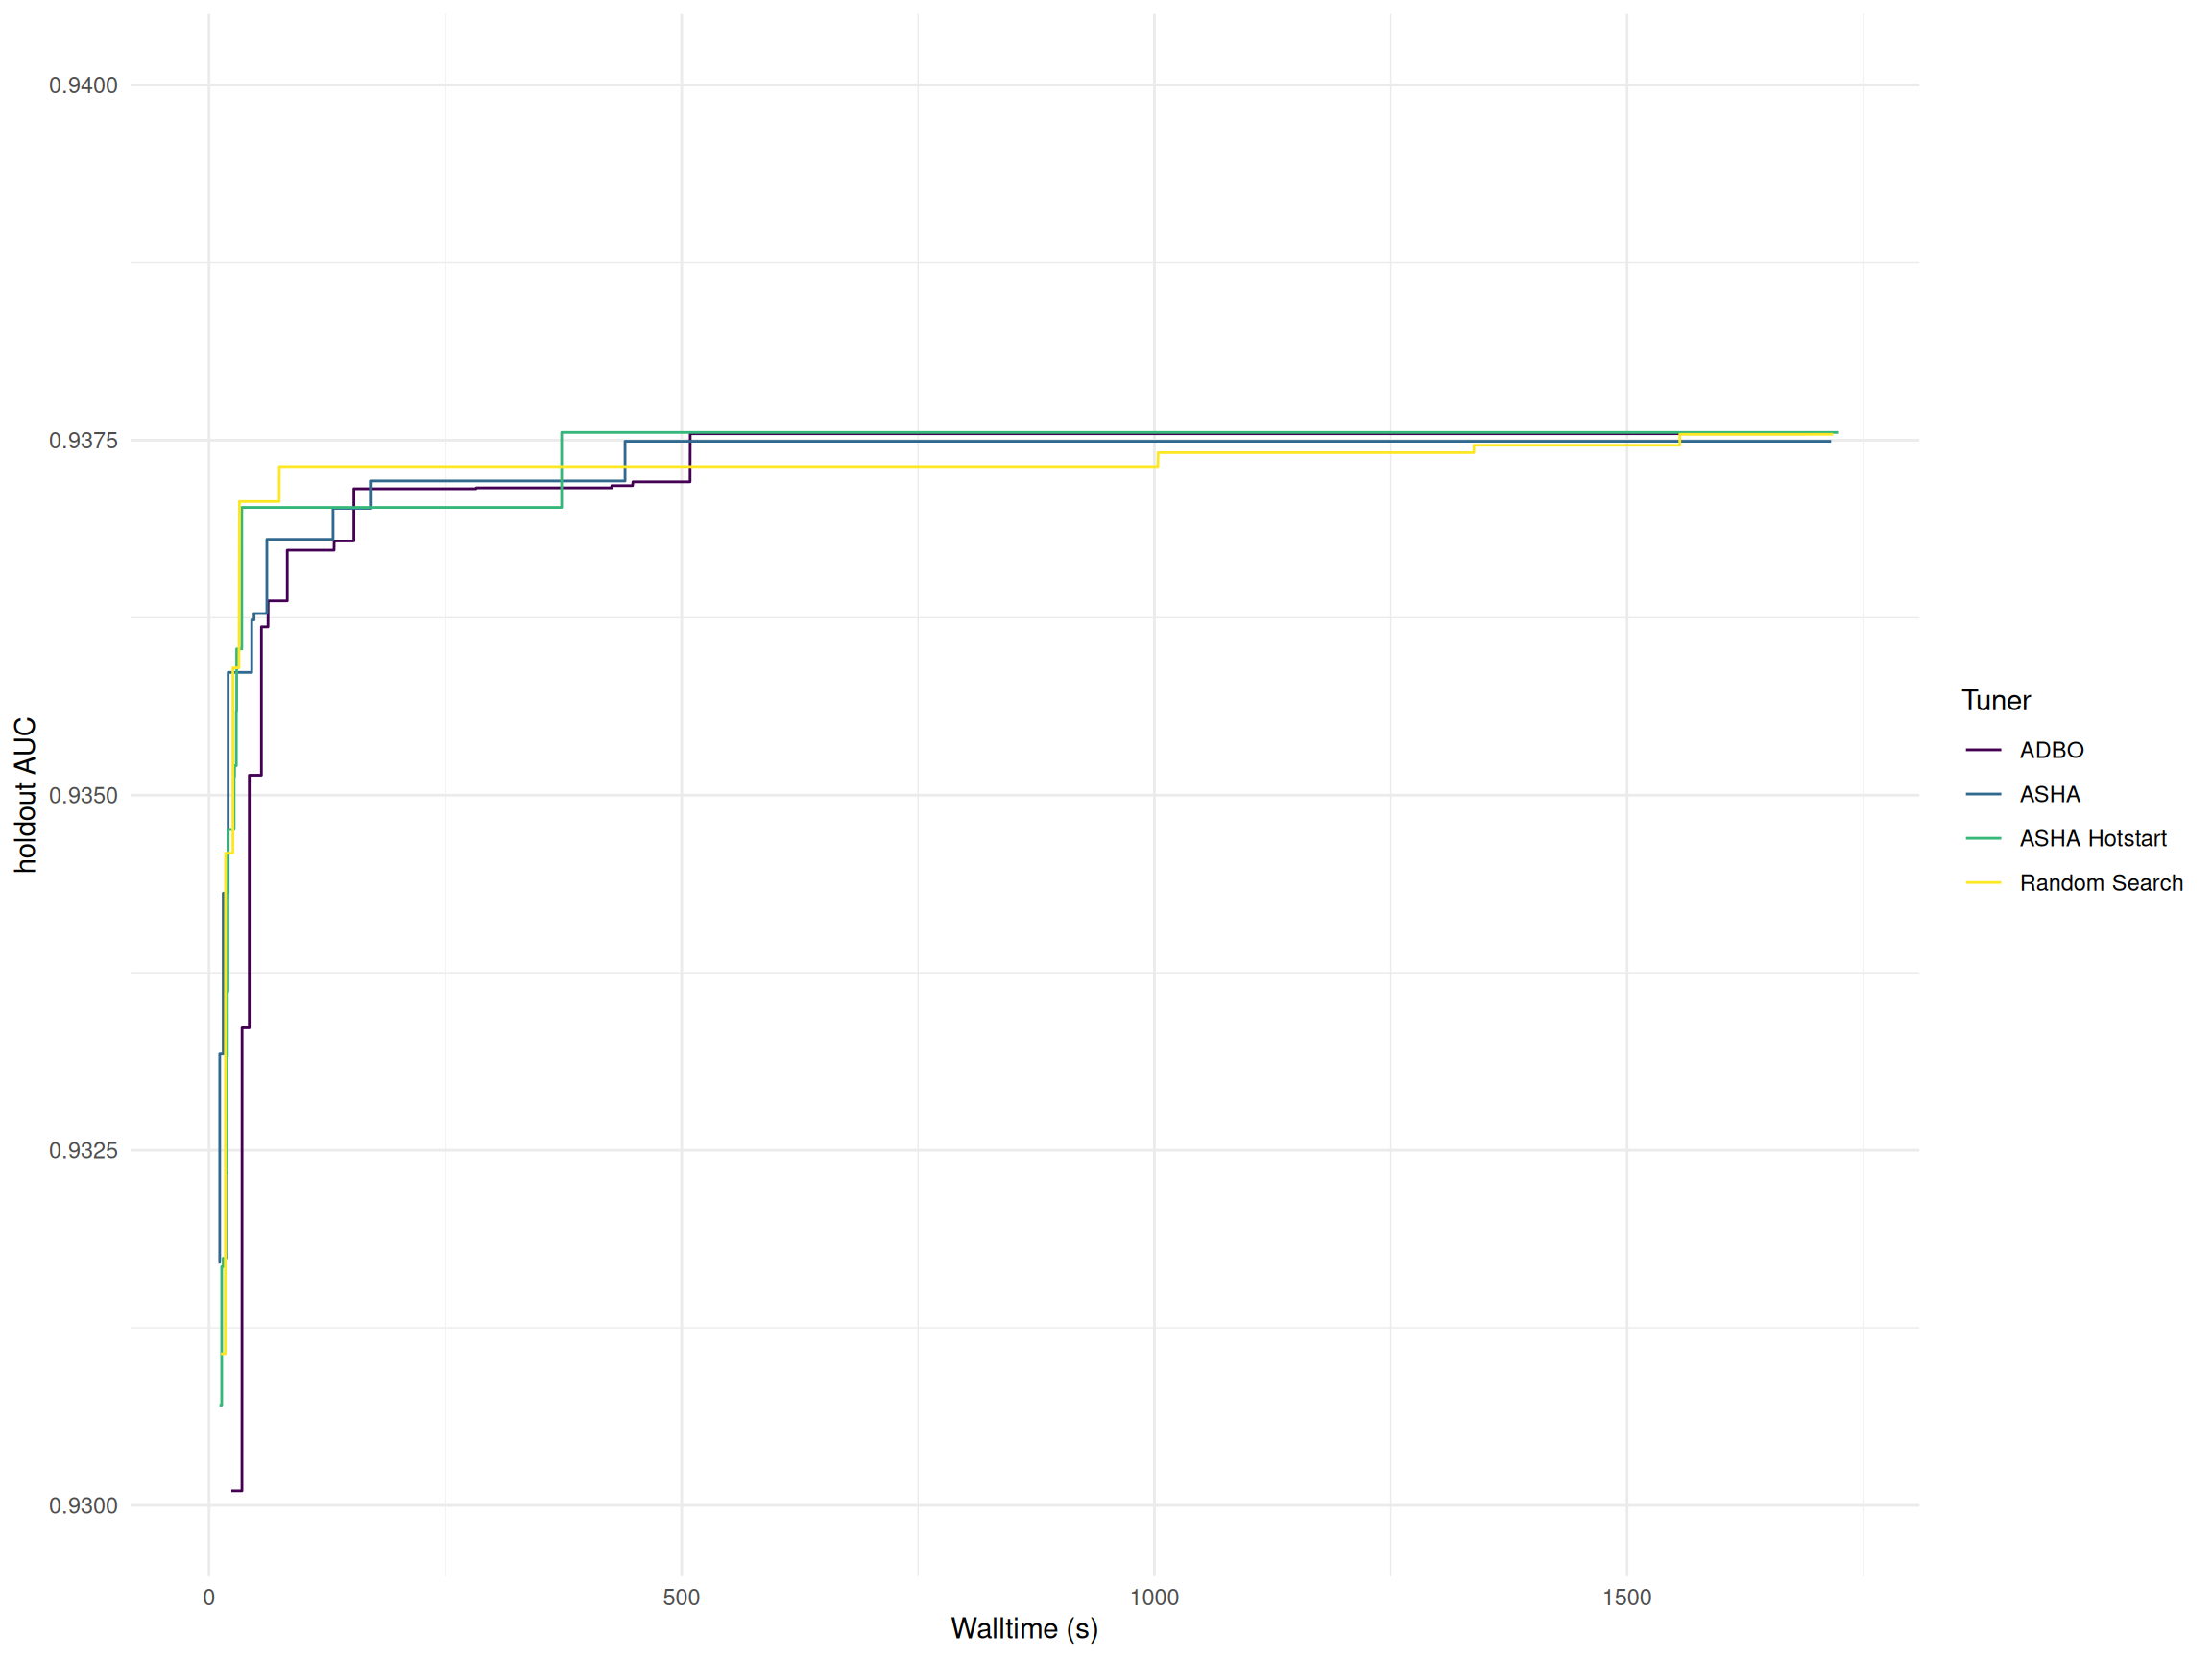 0.9400
0.9375
0.9350
0.9325
0.9300
holdout AUC
0
500
1000
1500
Walltime (s)
Tuner
ADBO
ASHA
ASHA Hotstart
Random Search